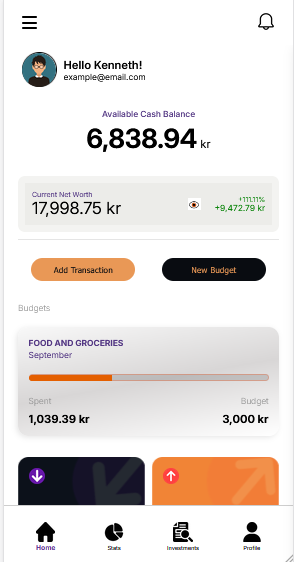 Hello Kenneth!
example@email.com
Available Cash Balance
6,838.94 kr
Current Net Worth
17,998.75 kr
+111.11%
+9,472.79 kr
Add Transaction
New Budget
Budgets
FOOD AND GROCERIES
September
Spent
Budget
1,039.39 kr
3,000 kr
Home
Stats
Investments
Profile